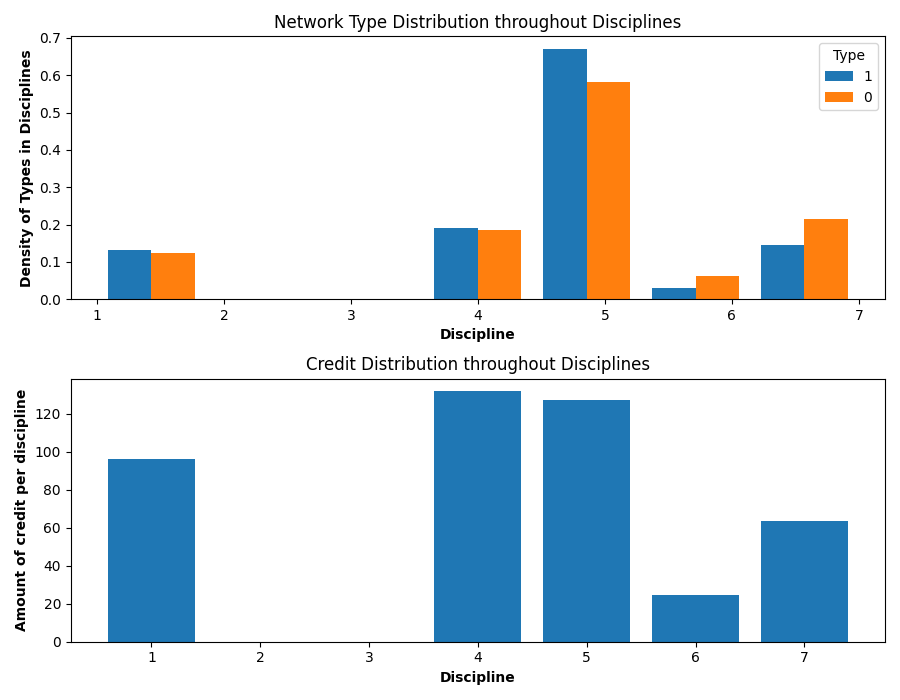 Network Type Distribution throughout Disciplines
0.7
0.6
0.5
0.4
0.3
0.2
0.1
0.0
Density of Types in Disciplines
Type
1
0
1 2 3 4 5 6 7
Discipline
Credit Distribution throughout Disciplines
120
100
80
60
40
20
0
Amount of credit per discipline
1 2 3 4 5 6 7
Discipline